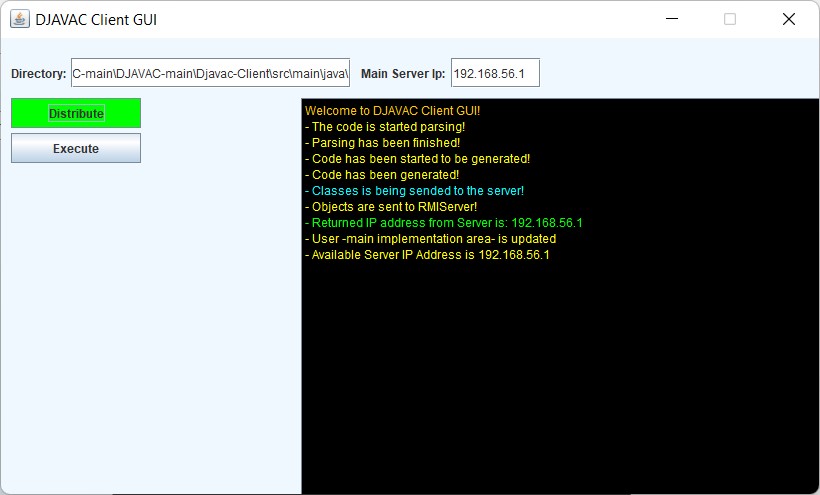 DJAVAC Client GUI
Directory: C-main\DJAVAC-main\Djavac-Client\src\main\java\ Main Server Ip: 192.168.56.1
Distribute
Execute
Welcome to DJAVAC Client GUI!
- The code is started parsing!
- Parsing has been finished!
- Code has been started to be generated!
- Code has been generated!
- Classes is being sended to the server!
- Objects are sent to RMIServer!
- Returned IP address from Server is: 192.168.56.1
- User -main implementation area- is updated
- Available Server IP Address is 192.168.56.1